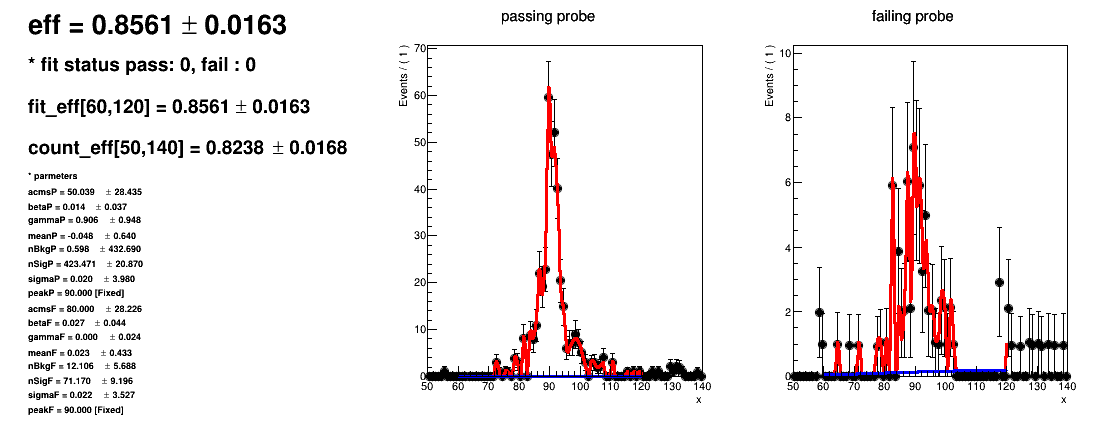 eff = 0.8561 ± 0.0163
* fit status pass: 0, fail : 0
fit_eff[60,120] = 0.8561 ± 0.0163
count_eff[50,140] = 0.8238 ± 0.0168
* parmeters
acmsP = 50.039 ± 28.435
betaP = 0.014 ± 0.037
gammaP = 0.906 ± 0.948
meanP = -0.048 ± 0.640
nBkgP = 0.598 ± 432.690
nSigP = 423.471 ± 20.870
sigmaP = 0.020 ± 3.980
peakP = 90.000 [Fixed]
acmsF = 80.000 ± 28.226
betaF = 0.027 ± 0.044
gammaF = 0.000 ± 0.024
meanF = 0.023 ± 0.433
nBkgF = 12.106 ± 5.688
nSigF = 71.170 ± 9.196
sigmaF = 0.022 ± 3.527
peakF = 90.000 [Fixed]
passing probe
Events / ( 1 )
70
60
50
40
30
20
10
0
50 60 70 80 90 100 110 120 130 140
x
failing probe
Events / ( 1 )
10
8
6
4
2
0
50 60 70 80 90 100 110 120 130 140
x